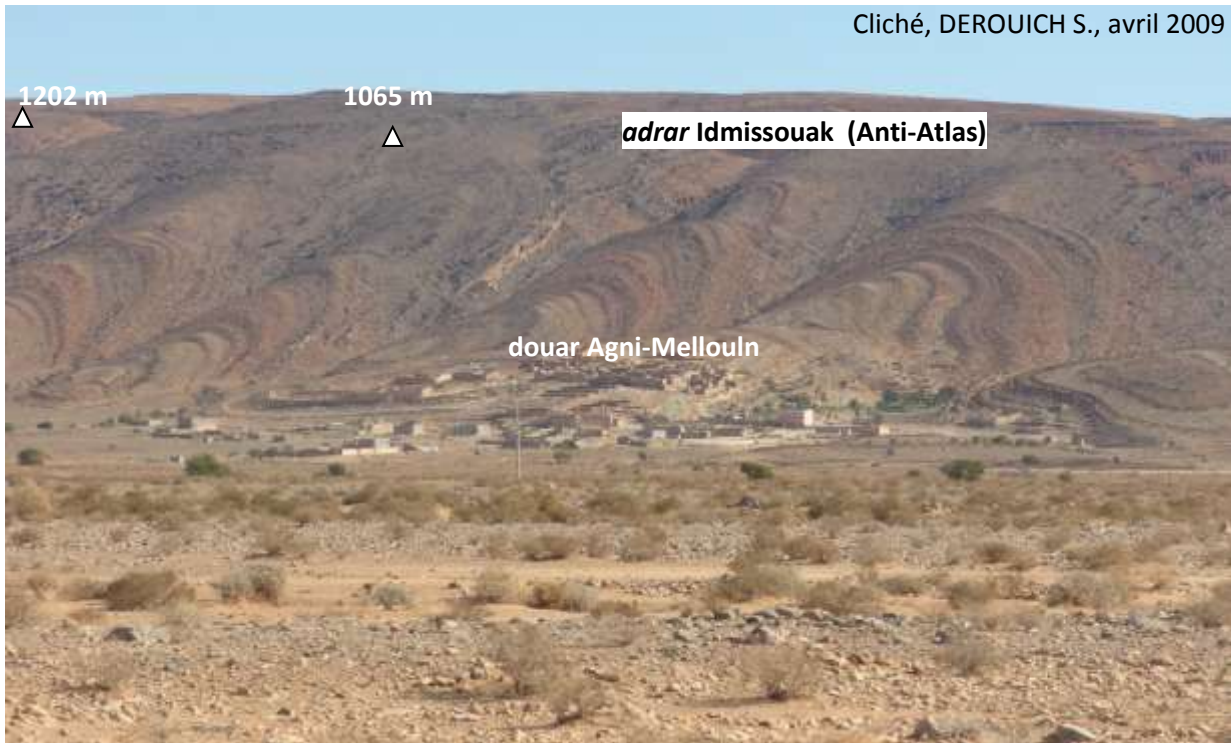 Cliché, DEROUICH S., avril 2009
1202 m
1065 m
adrar Idmissouak (Anti-Atlas)
douar Agni-Mellouln